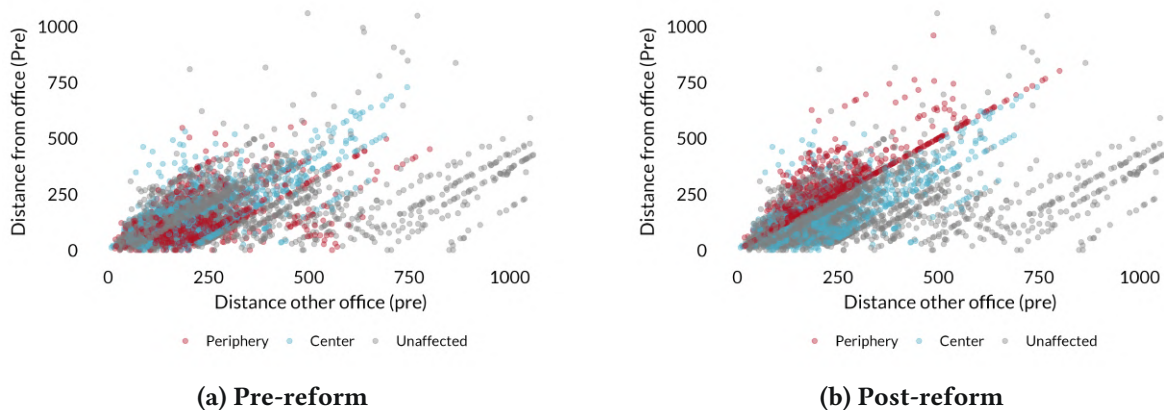 Distance from office (Pre)
1000
750
500
250
0
0 250 500 750 1000
Distance other office (pre)
Periphery Center Unaffected
(a) Pre-reform
Distance from office (Pre)
1000
750
500
250
0
0 250 500 750 1000
Distance other office (pre)
Periphery Center Unaffected
(b) Post-reform